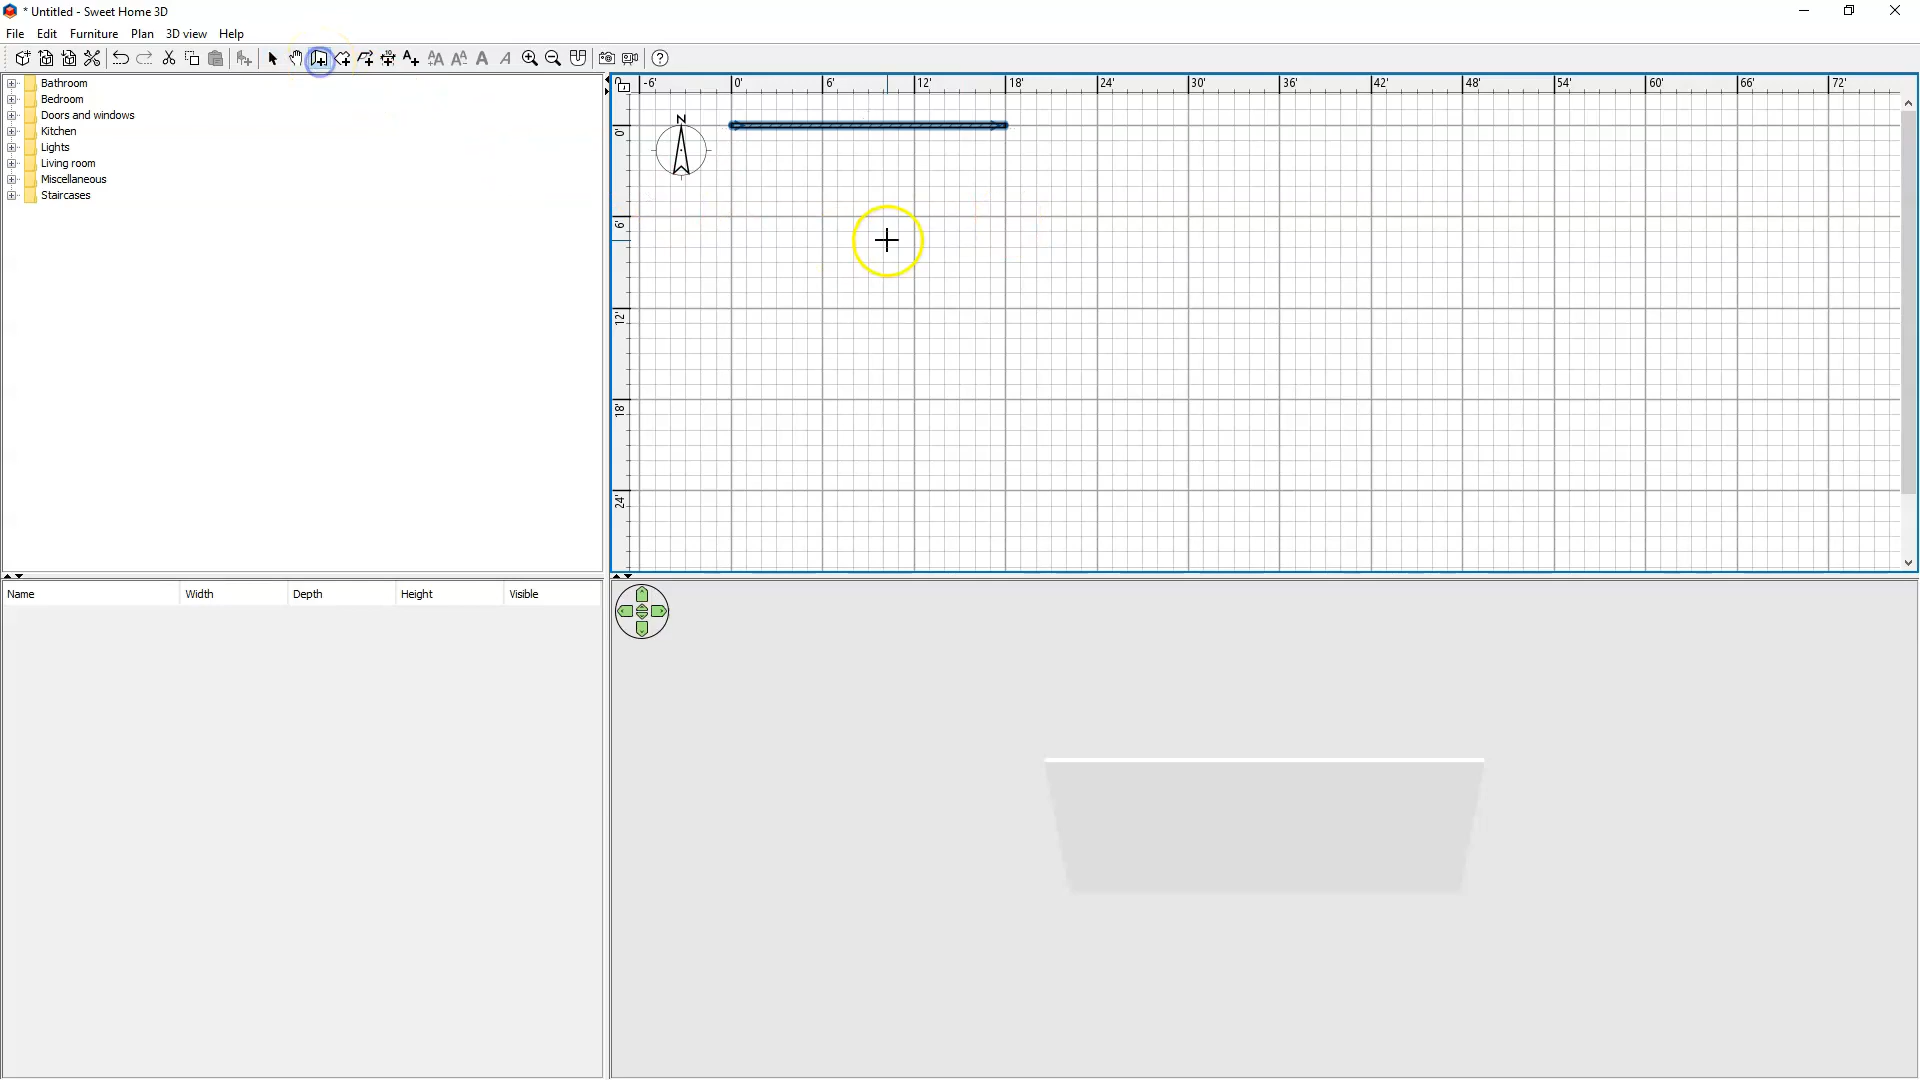 * Untitled - Sweet Home 3D
File Edit Furniture Plan 3D view Help
Bathroom
Bedroom
Doors and windows
Kitchen
Lights
Living room
Miscellaneous
Staircases
-6' 0' 6' 12' 18' 24' 30' 36' 42' 48' 54' 60' 66' 72'
0'
6'
12'
18'
24'
N
Name Width Depth Height Visible